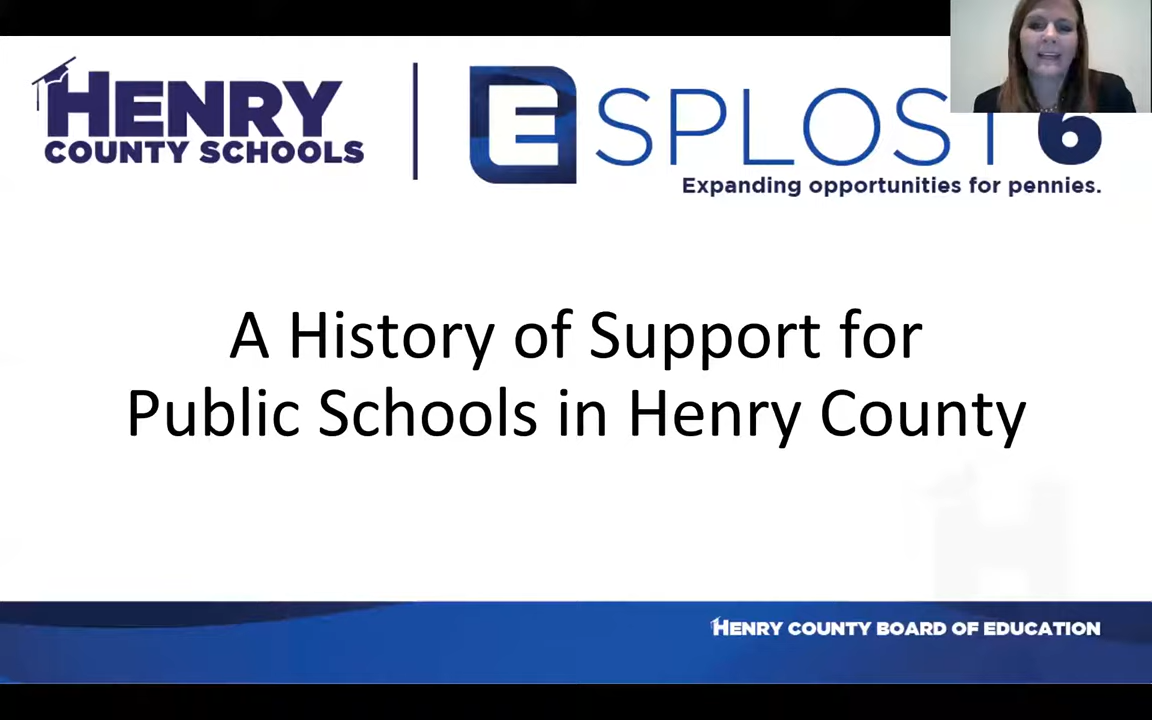 HENRY
COUNTY SCHOOLS
E SPLOST 6
Expanding opportunities for pennies.
A History of Support for
Public Schools in Henry County
HENRY COUNTY BOARD OF EDUCATION